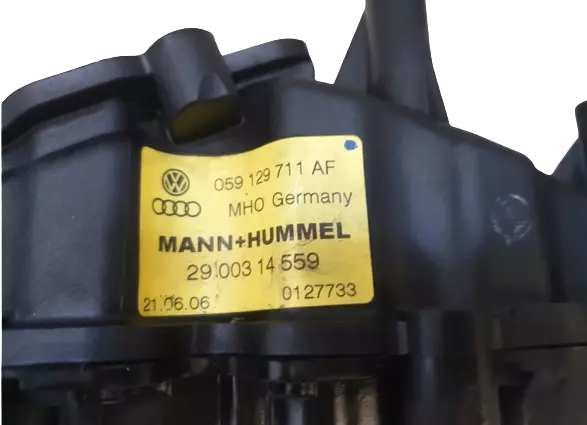 059 129 711 AF
MHO Germany
MANN+HUMMEL
29.003 14 559
21.06.06 0127733